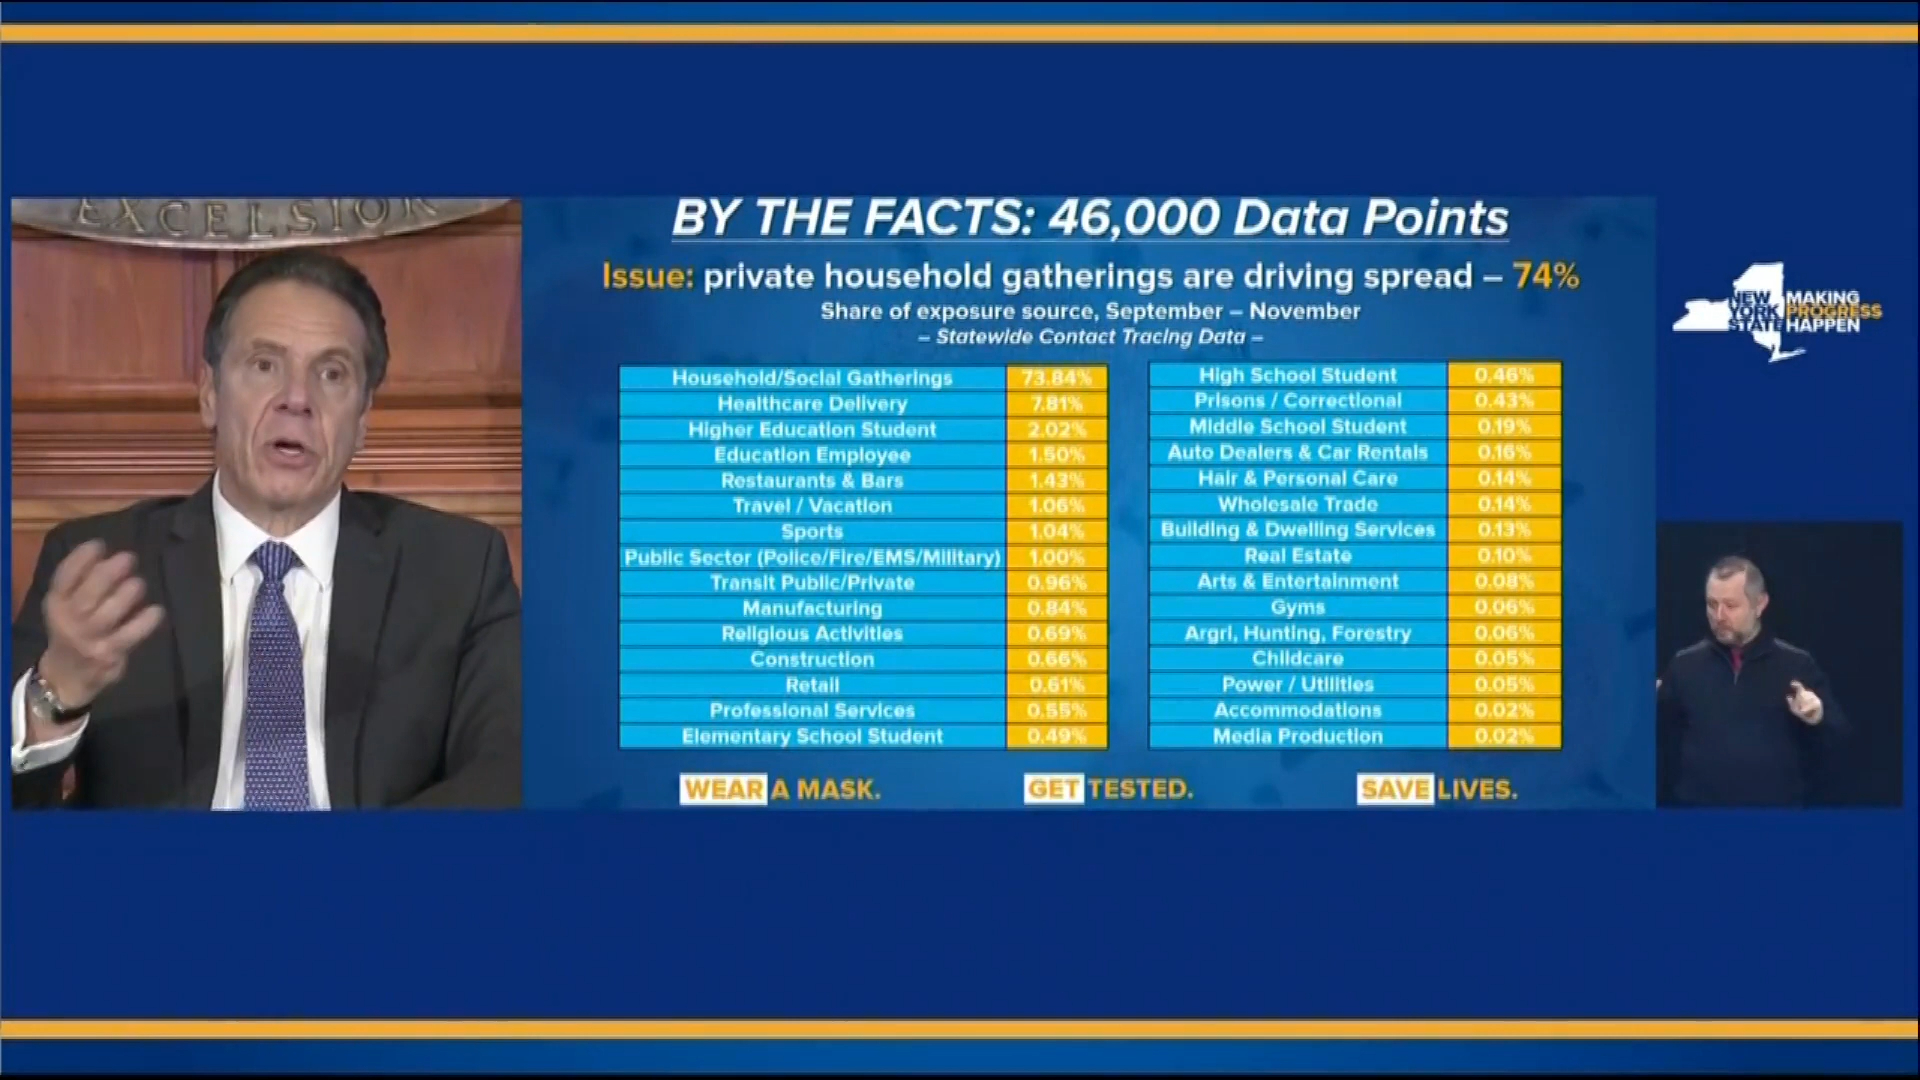 EXCELSIOR
BY THE FACTS: 46,000 Data Points
Issue: private household gatherings are driving spread – 74%
Share of exposure source, September – November
– Statewide Contact Tracing Data –
Household/Social Gatherings 73.84%
Healthcare Delivery 7.81%
Higher Education Student 2.02%
Education Employee 1.50%
Restaurants & Bars 1.43%
Travel / Vacation 1.06%
Sports 1.04%
Public Sector (Police/Fire/EMS/Military) 1.00%
Transit Public/Private 0.96%
Manufacturing 0.84%
Religious Activities 0.69%
Construction 0.66%
Retail 0.61%
Professional Services 0.55%
Elementary School Student 0.49%
High School Student 0.46%
Prisons / Correctional 0.43%
Middle School Student 0.19%
Auto Dealers & Car Rentals 0.16%
Hair & Personal Care 0.14%
Wholesale Trade 0.14%
Building & Dwelling Services 0.13%
Real Estate 0.10%
Arts & Entertainment 0.08%
Gyms 0.06%
Argri, Hunting, Forestry 0.06%
Childcare 0.05%
Power / Utilities 0.05%
Accommodations 0.02%
Media Production 0.02%
WEAR A MASK. GET TESTED. SAVE LIVES.
NEW YORK STATE
MAKING
PROGRESS
HAPPEN